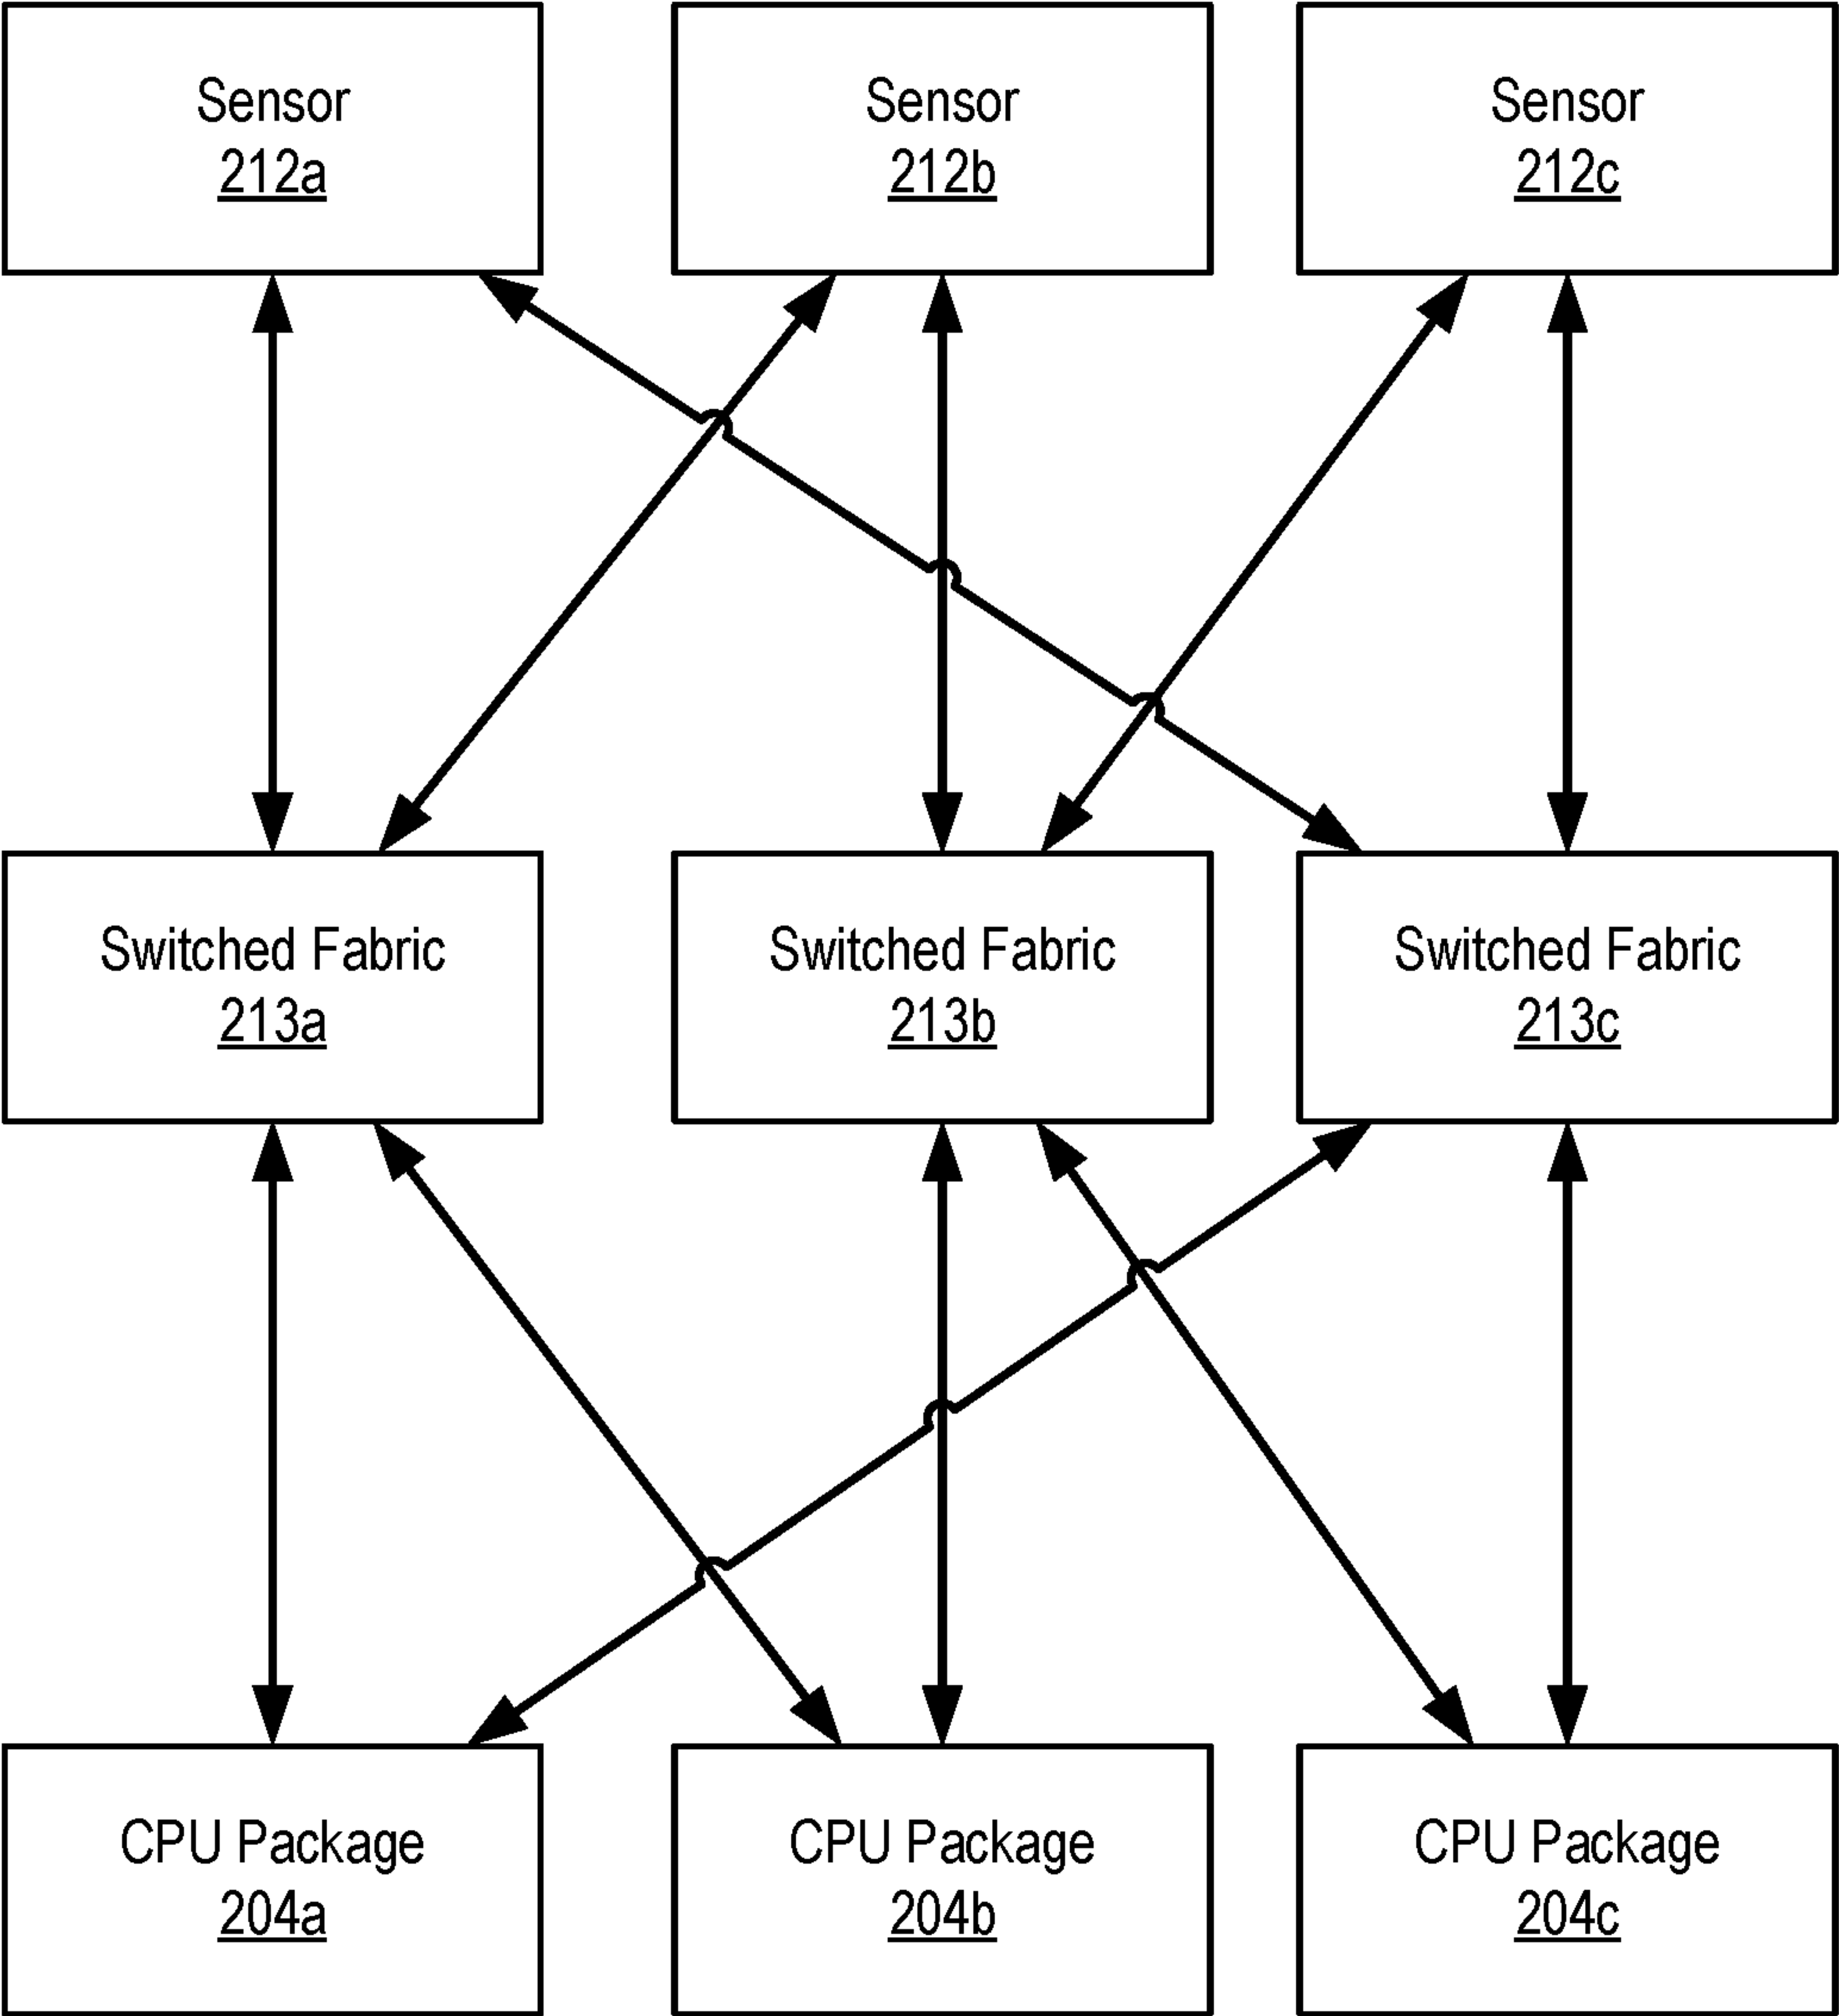 Sensor
212a
Sensor
212b
Sensor
212c
Switched Fabric
213a
Switched Fabric
213b
Switched Fabric
213c
CPU Package
204a
CPU Package
204b
CPU Package
204c